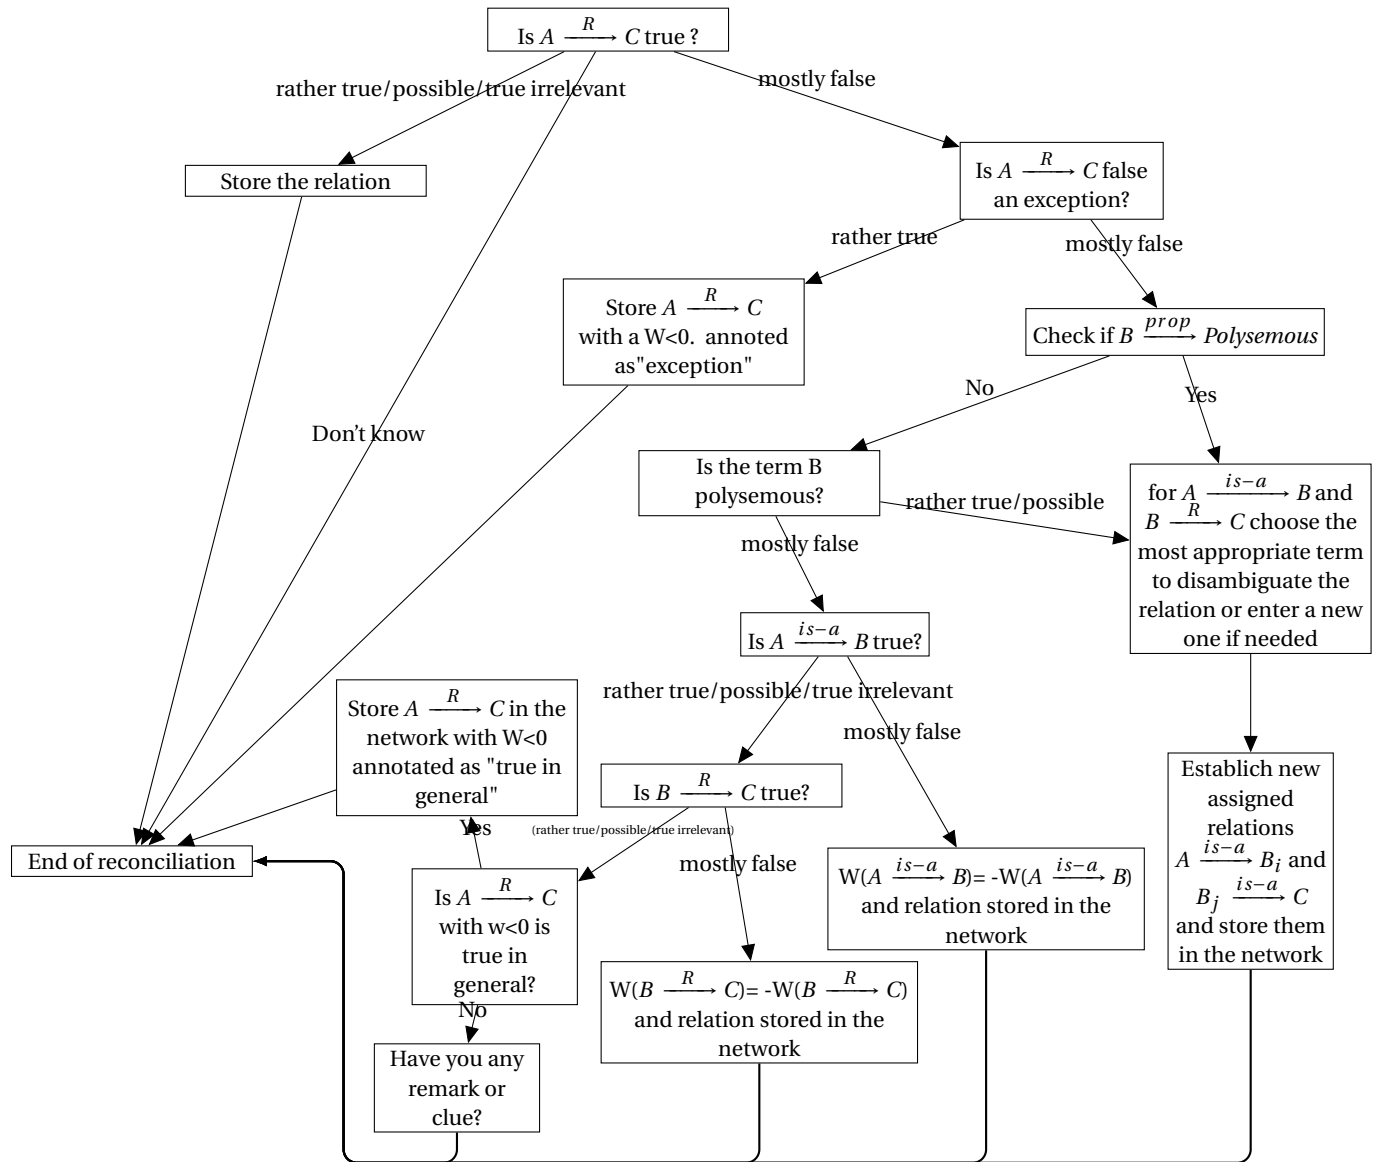 Is A R→ C true ?
rather true/possible/true irrelevant
mostly false
Store the relation
Is A R→ C false
an exception?
rather true
mostly false
Store A R→ C
with a W<0. annoted
as"exception"
Check if B prop→ Polysemous
No
Yes
Don't know
Is the term B
polysemous?
rather true/possible
for A is−a→ B and
B R→ C choose the
most appropriate term
to disambiguate the
relation or enter a new
one if needed
mostly false
Is A is−a→ B true?
rather true/possible/true irrelevant
mostly false
Store A R→ C in the
network with W<0
annotated as "true in
general"
Is B R→ C true?
Establich new
assigned
relations
A is−a→ Bi and
Bj is−a→ C
and store them
in the network
Yes
(rather true/possible/true irrelevant)
mostly false
End of reconciliation
Is A R→ C
with w<0 is
true in
general?
W(A is−a→ B)= -W(A is−a→ B)
and relation stored in the
network
W(B R→ C)= -W(B R→ C)
and relation stored in the
network
No
Have you any
remark or
clue?